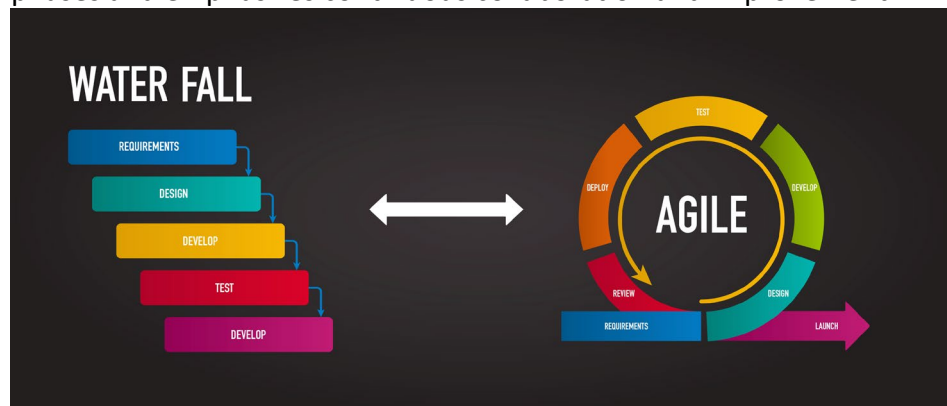 WATER FALL
REQUIREMENTS
DESIGN
DEVELOP
TEST
DEVELOP
TEST
DEPLOY
DEVELOP
AGILE
REVIEW
DESIGN
REQUIREMENTS
LAUNCH